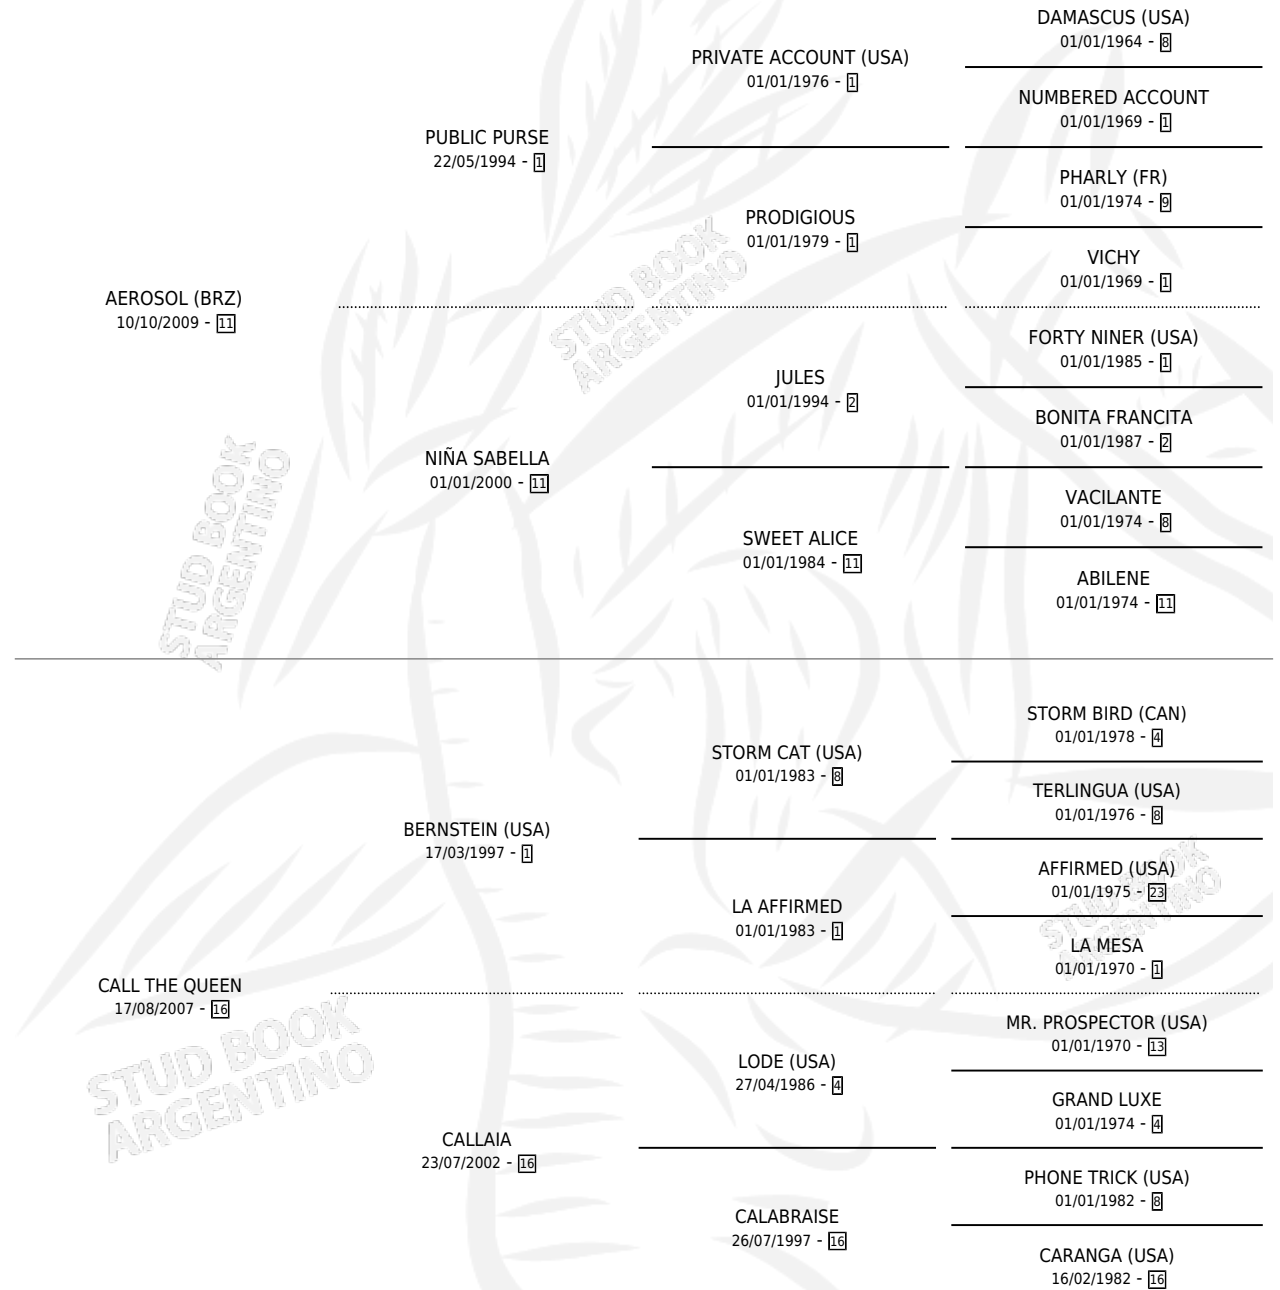 DAMASCUS (USA)
01/01/1964 - 8
PRIVATE ACCOUNT (USA)
01/01/1976 - 1
NUMBERED ACCOUNT
01/01/1969 - 1
PUBLIC PURSE
22/05/1994 - 1
PHARLY (FR)
01/01/1974 - 9
PRODIGIOUS
01/01/1979 - 1
VICHY
01/01/1969 - 1
AEROSOL (BRZ)
10/10/2009 - 11
FORTY NINER (USA)
01/01/1985 - 1
JULES
01/01/1994 - 2
BONITA FRANCITA
01/01/1987 - 2
NIÑA SABELLA
01/01/2000 - 11
VACILANTE
01/01/1974 - 8
SWEET ALICE
01/01/1984 - 11
ABILENE
01/01/1974 - 11
STUD BOOK
ARGENTINO
STUD BOOK
ARGENTINO
STORM BIRD (CAN)
01/01/1978 - 4
STORM CAT (USA)
01/01/1983 - 8
TERLINGUA (USA)
01/01/1976 - 8
BERNSTEIN (USA)
17/03/1997 - 1
AFFIRMED (USA)
01/01/1975 - 23
LA AFFIRMED
01/01/1983 - 1
LA MESA
01/01/1970 - 1
CALL THE QUEEN
17/08/2007 - 16
MR. PROSPECTOR (USA)
01/01/1970 - 13
LODE (USA)
27/04/1986 - 4
GRAND LUXE
01/01/1974 - 4
CALLAIA
23/07/2002 - 16
PHONE TRICK (USA)
01/01/1982 - 8
CALABRAISE
26/07/1997 - 16
CARANGA (USA)
16/02/1982 - 16
STUD BOOK
ARGENTINO
STUD BOOK
ARGENTINO